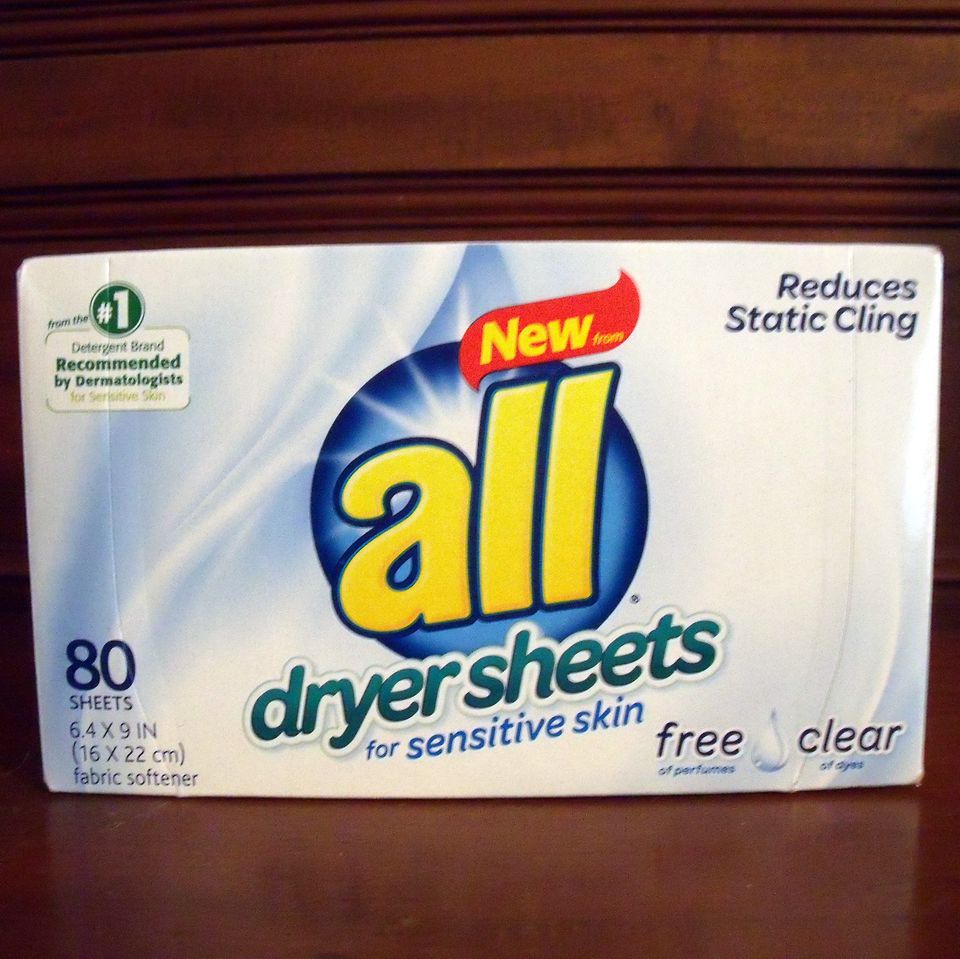 from the #1
Detergent Brand
Recommended
by Dermatologists
for Sensitive Skin
New from
all®
dryer sheets
for sensitive skin
Reduces
Static Cling
80
SHEETS
6.4 X 9 IN
(16 X 22 cm)
fabric softener
free clear
of perfumes of dyes